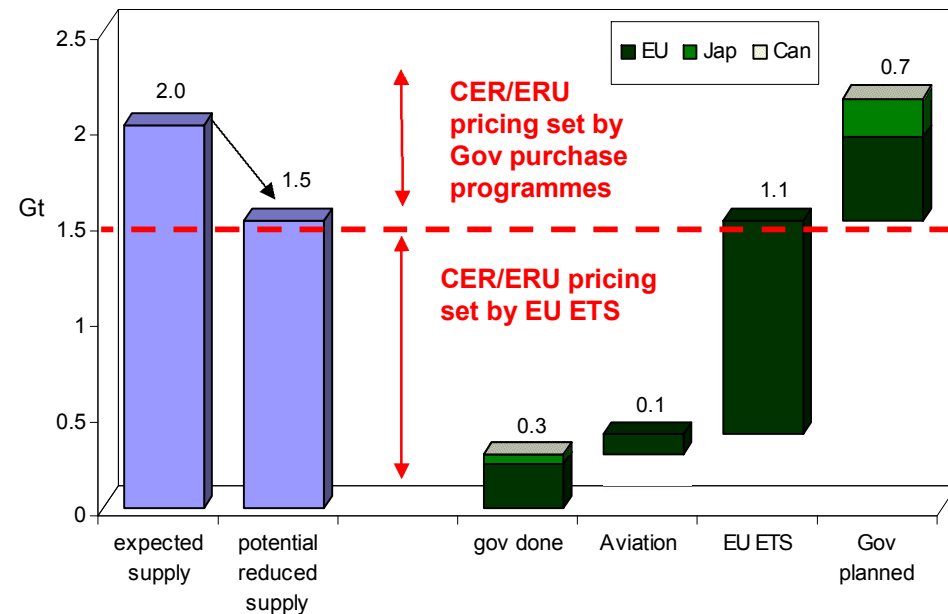 2.5
2
1.5
1
0.5
0
Gt
EU Jap Can
2.0
1.5
CER/ERU
pricing set by
Gov purchase
programmes
CER/ERU pricing
set by EU ETS
0.3
0.1
1.1
0.7
expected
supply
potential
reduced
supply
gov done
Aviation
EU ETS
Gov
planned